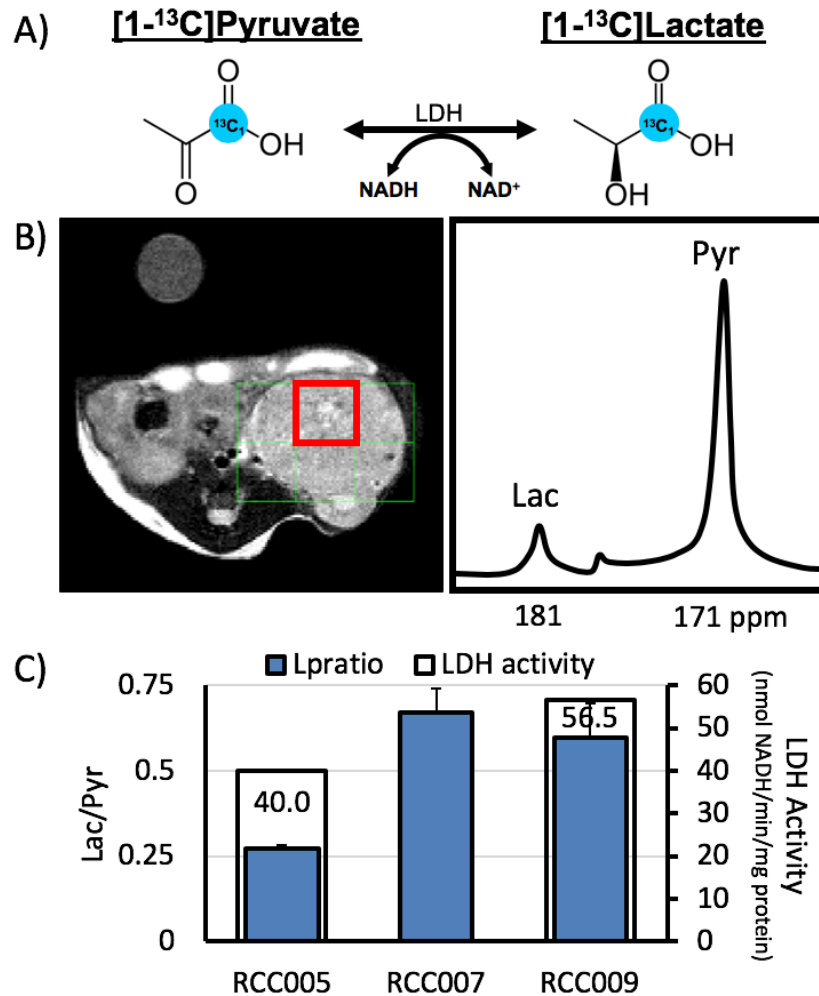 A) [1-¹³C]Pyruvate [1-¹³C]Lactate
O O
¹³C₁ LDH ¹³C₁
OH OH
O NADH NAD⁺ OH
B)
Pyr
Lac
181 171 ppm
C) Lpratio LDH activity
0.75 60
56.5 50
0.5 40
40.0 30
0.25 20
10
0 0
Lac/Pyr
LDH Activity
(nmol NADH/min/mg protein)
RCC005 RCC007 RCC009